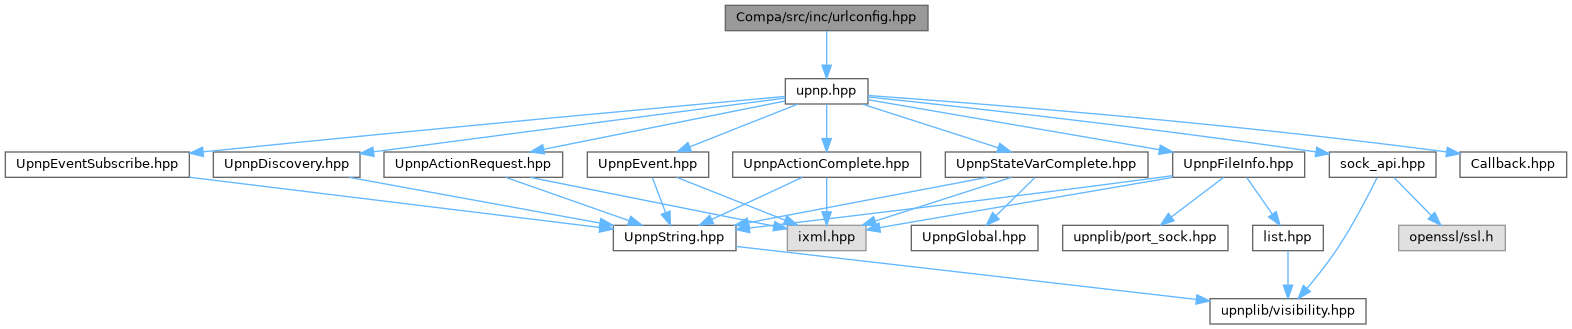 Compa/src/inc/urlconfig.hpp
upnp.hpp
UpnpEventSubscribe.hpp
UpnpDiscovery.hpp
UpnpActionRequest.hpp
UpnpEvent.hpp
UpnpActionComplete.hpp
UpnpStateVarComplete.hpp
UpnpFileInfo.hpp
sock_api.hpp
Callback.hpp
UpnpString.hpp
ixml.hpp
UpnpGlobal.hpp
upnplib/port_sock.hpp
list.hpp
openssl/ssl.h
upnplib/visibility.hpp